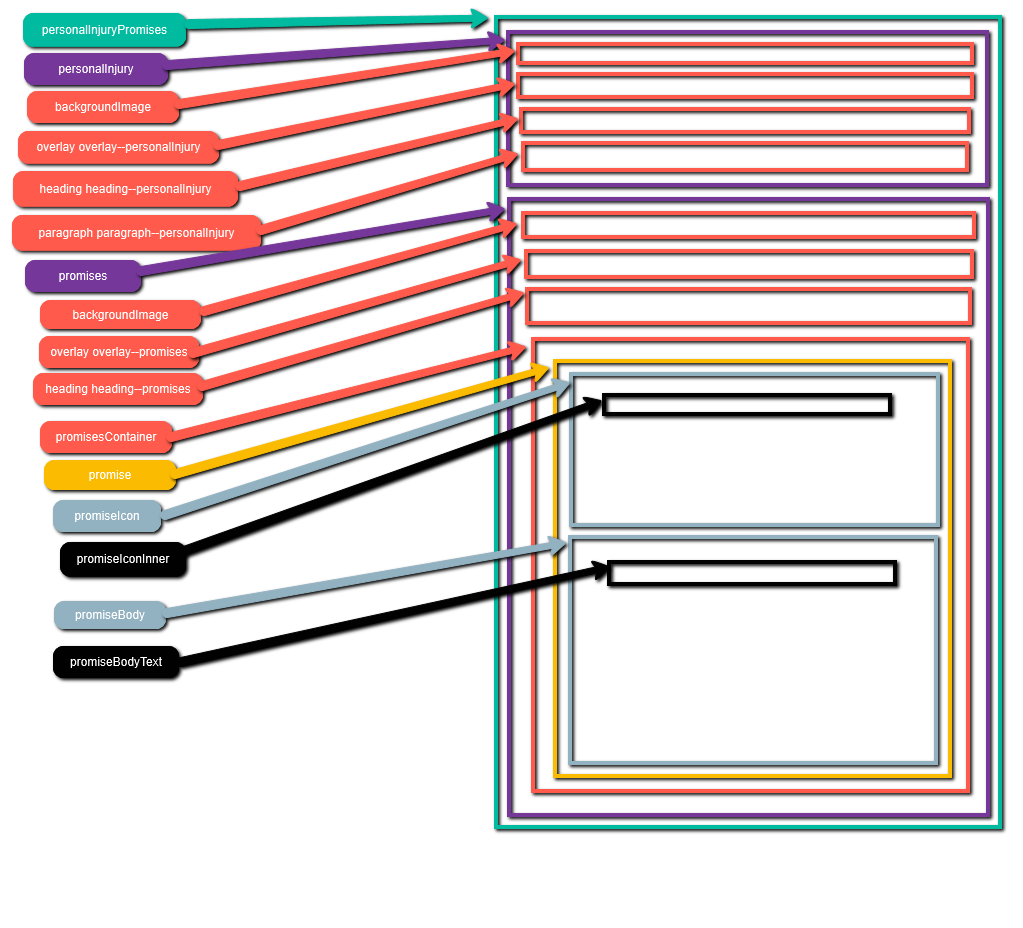 personalInjuryPromises
personalInjury
backgroundImage
overlay overlay--personalInjury
heading heading--personalInjury
paragraph paragraph--personalInjury
promises
backgroundImage
overlay overlay--promises
heading heading--promises
promisesContainer
promise
promiseIcon
promiseIconInner
promiseBody
promiseBodyText